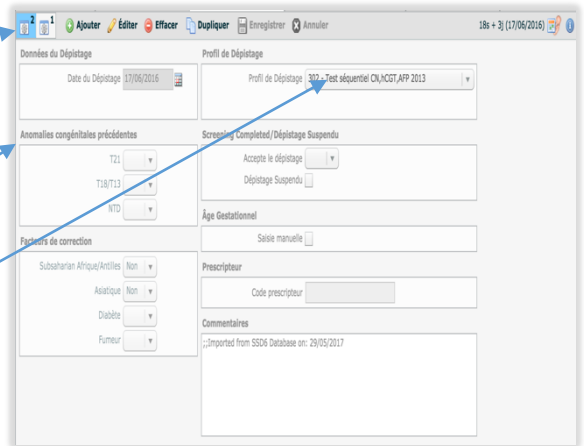 2 1 Ajouter Éditer Effacer Dupliquer Enregistrer Annuler 18s + 3j (17/06/2016)
Données du Dépistage
Date du Dépistage 17/06/2016
Profil de Dépistage
Profil de Dépistage 302 - Test séquentiel CN,hCGT,AFP 2013
Anomalies congénitaires précédentes
T21
T18/T13
NTD
Screening Completed/Dépistage Suspendu
Accepte le dépistage
Dépistage Suspendu
Âge Gestationnel
Saisie manuelle
Facteurs de correction
Subsaharian Afrique/Antilles Non
Asiatique Non
Diabète
Fumeur
Prescripteur
Code prescripteur
Commentaires
;;Imported from SSD6 Database on: 29/05/2017